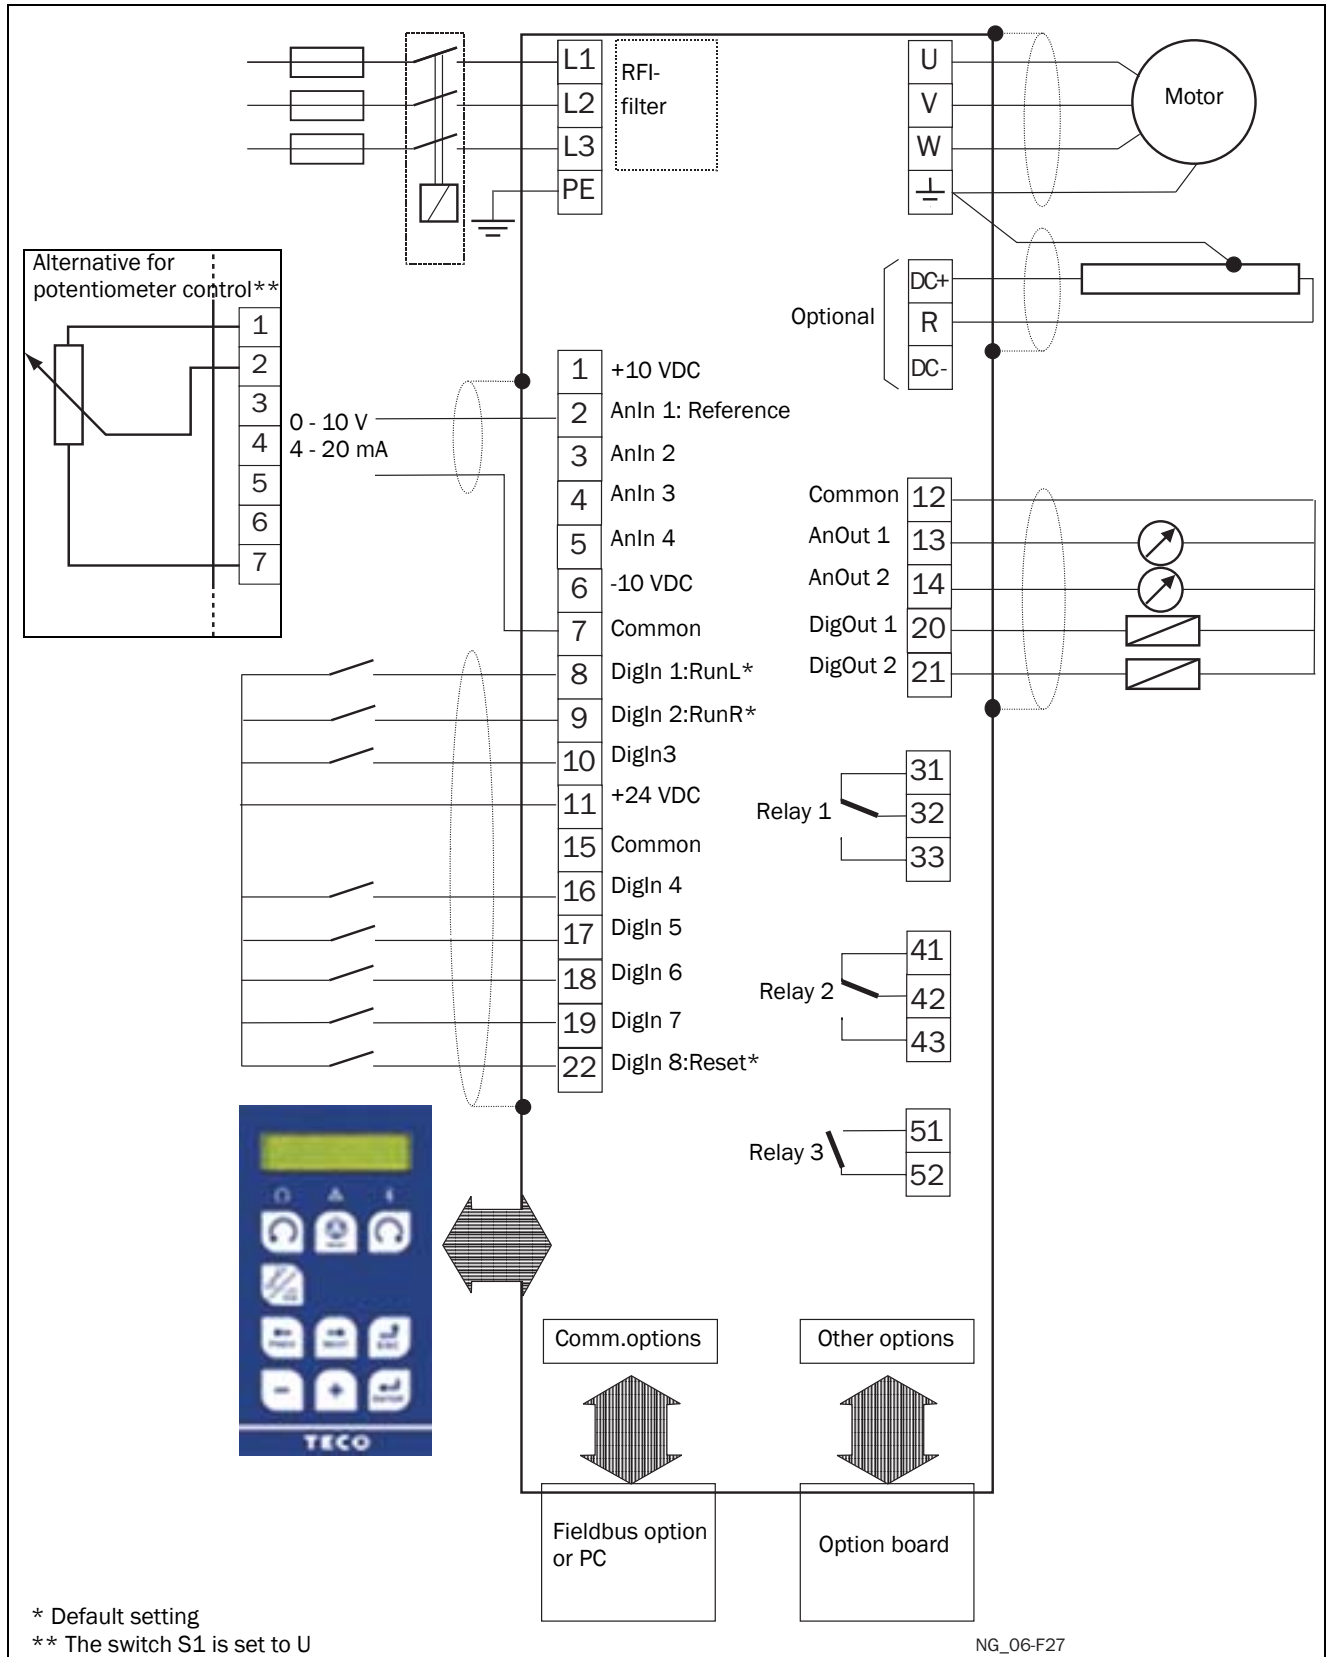 L1
L2
L3
PE
RFI-
filter
U
V
W
Motor
Alternative for
potentiometer control**
1
2
3
4
5
6
7
0 - 10 V
4 - 20 mA
Optional
DC+
R
DC-
1 +10 VDC
2 AnIn 1: Reference
3 AnIn 2
4 AnIn 3
5 AnIn 4
6 -10 VDC
7 Common
8 DigIn 1:RunL*
9 DigIn 2:RunR*
10 DigIn3
11 +24 VDC
15 Common
16 DigIn 4
17 DigIn 5
18 DigIn 6
19 DigIn 7
22 DigIn 8:Reset*
Common 12
AnOut 1 13
AnOut 2 14
DigOut 1 20
DigOut 2 21
Relay 1
31
32
33
Relay 2
41
42
43
Relay 3
51
52
ESC
ENTER
TECO
Comm.options
Other options
Fieldbus option
or PC
Option board
* Default setting
** The switch S1 is set to U
NG_06-F27